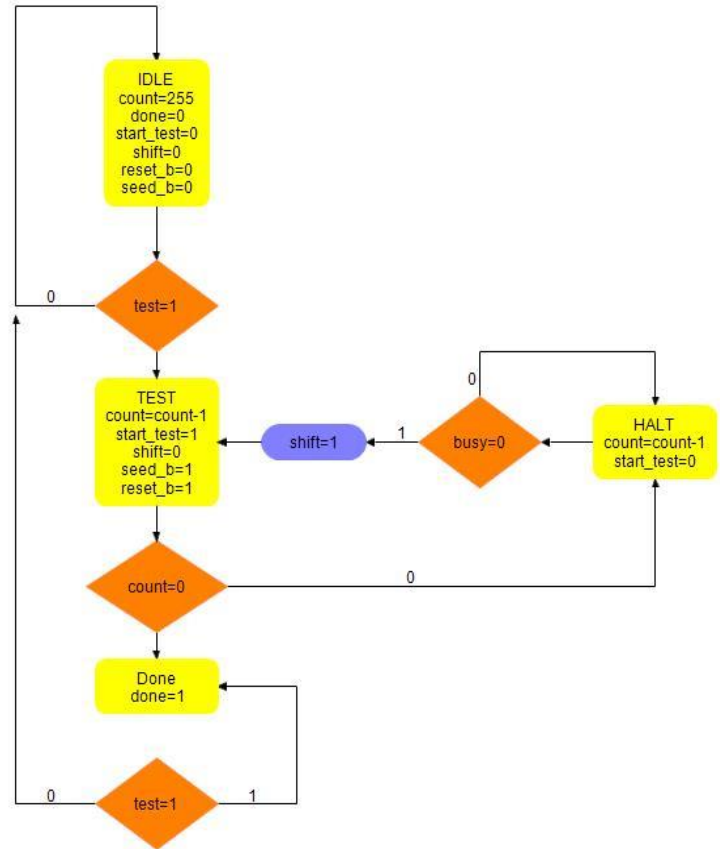 IDLE
count=255
done=0
start_test=0
shift=0
reset_b=0
seed_b=0
0
test=1
TEST
count=count-1
start_test=1
shift=0
seed_b=1
reset_b=1
shift=1
1
busy=0
0
HALT
count=count-1
start_test=0
count=0
0
Done
done=1
0
test=1
1